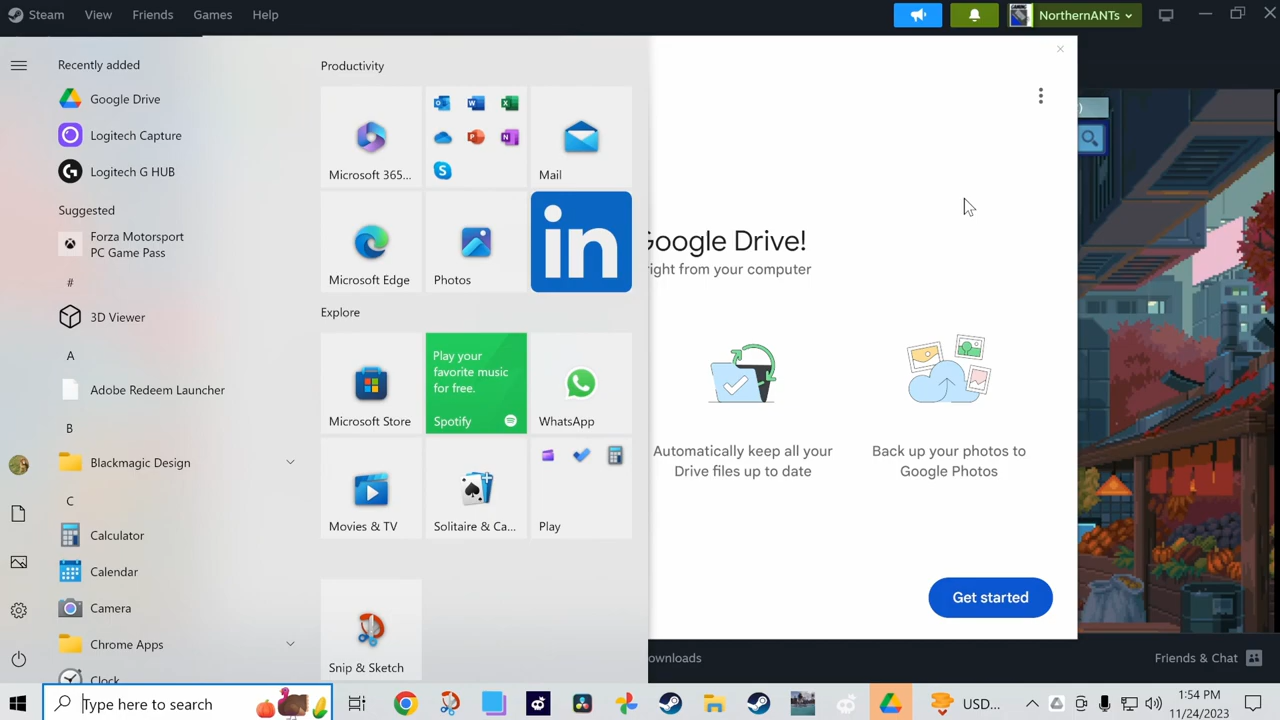 Steam View Friends Games Help NorthernANTs
Recently added
Google Drive
Logitech Capture
Logitech G HUB
Suggested
Forza Motorsport
PC Game Pass
#
3D Viewer
A
Adobe Redeem Launcher
B
Blackmagic Design
C
Calculator
Calendar
Camera
Chrome Apps
Clock
Productivity
Microsoft 365...
Mail
Microsoft Edge
Photos
in
Explore
Microsoft Store
Play your
favorite music
for free.
Spotify
WhatsApp
Movies & TV
Solitaire & Ca...
Play
Snip & Sketch
Google Drive!
right from your computer
Automatically keep all your
Drive files up to date
Back up your photos to
Google Photos
Get started
ownloads
Friends & Chat
Type here to search
USD...
1:54 PM
11/24/2023